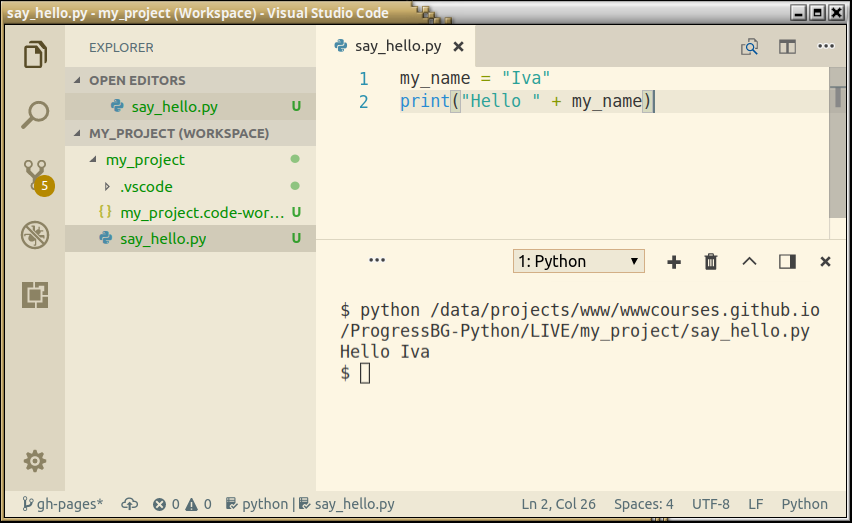 say_hello.py - my_project (Workspace) - Visual Studio Code
EXPLORER
OPEN EDITORS
say_hello.py U
MY_PROJECT (WORKSPACE)
my_project
.vscode
{} my_project.code-wor... U
say_hello.py U
5
say_hello.py
1 my_name = "Iva"
2 print("Hello " + my_name)
1: Python
$ python /data/projects/www/wwwcourses.github.io
/ProgressBG-Python/LIVE/my_project/say_hello.py
Hello Iva
$
gh-pages* 0 0 python | say_hello.py Ln 2, Col 26 Spaces: 4 UTF-8 LF Python